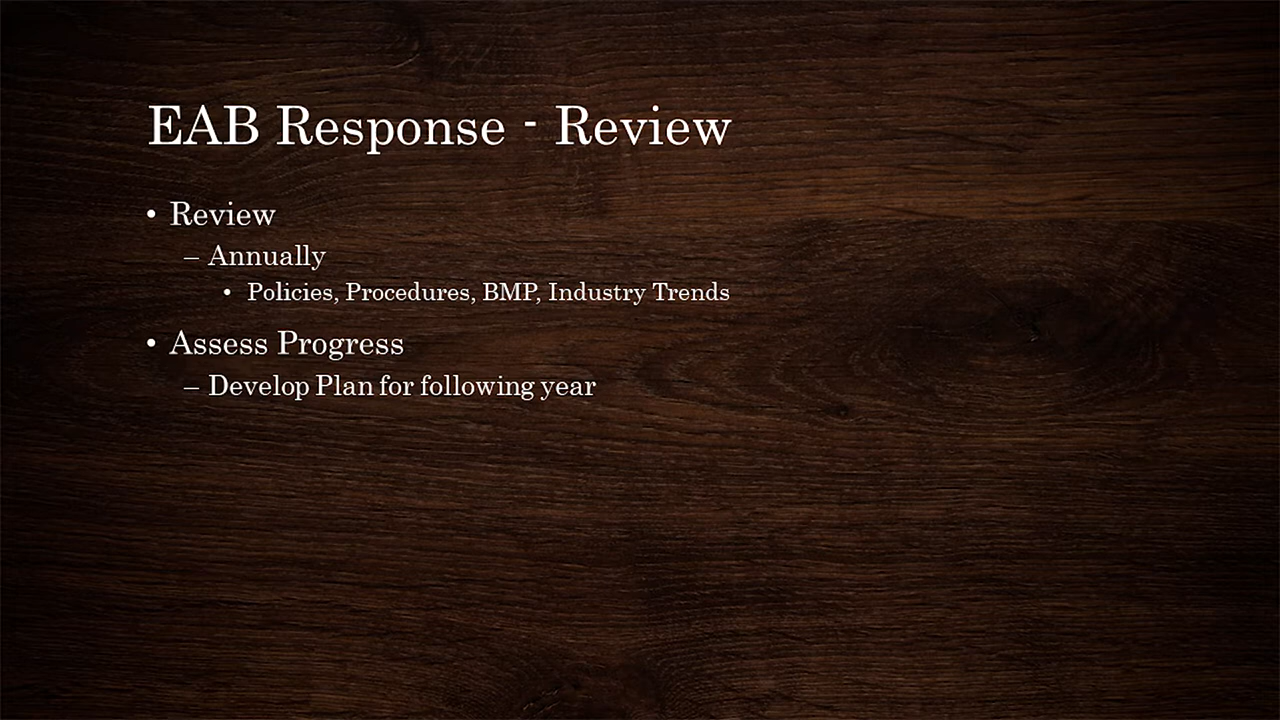 EAB Response - Review
• Review
– Annually
• Policies, Procedures, BMP, Industry Trends
• Assess Progress
– Develop Plan for following year